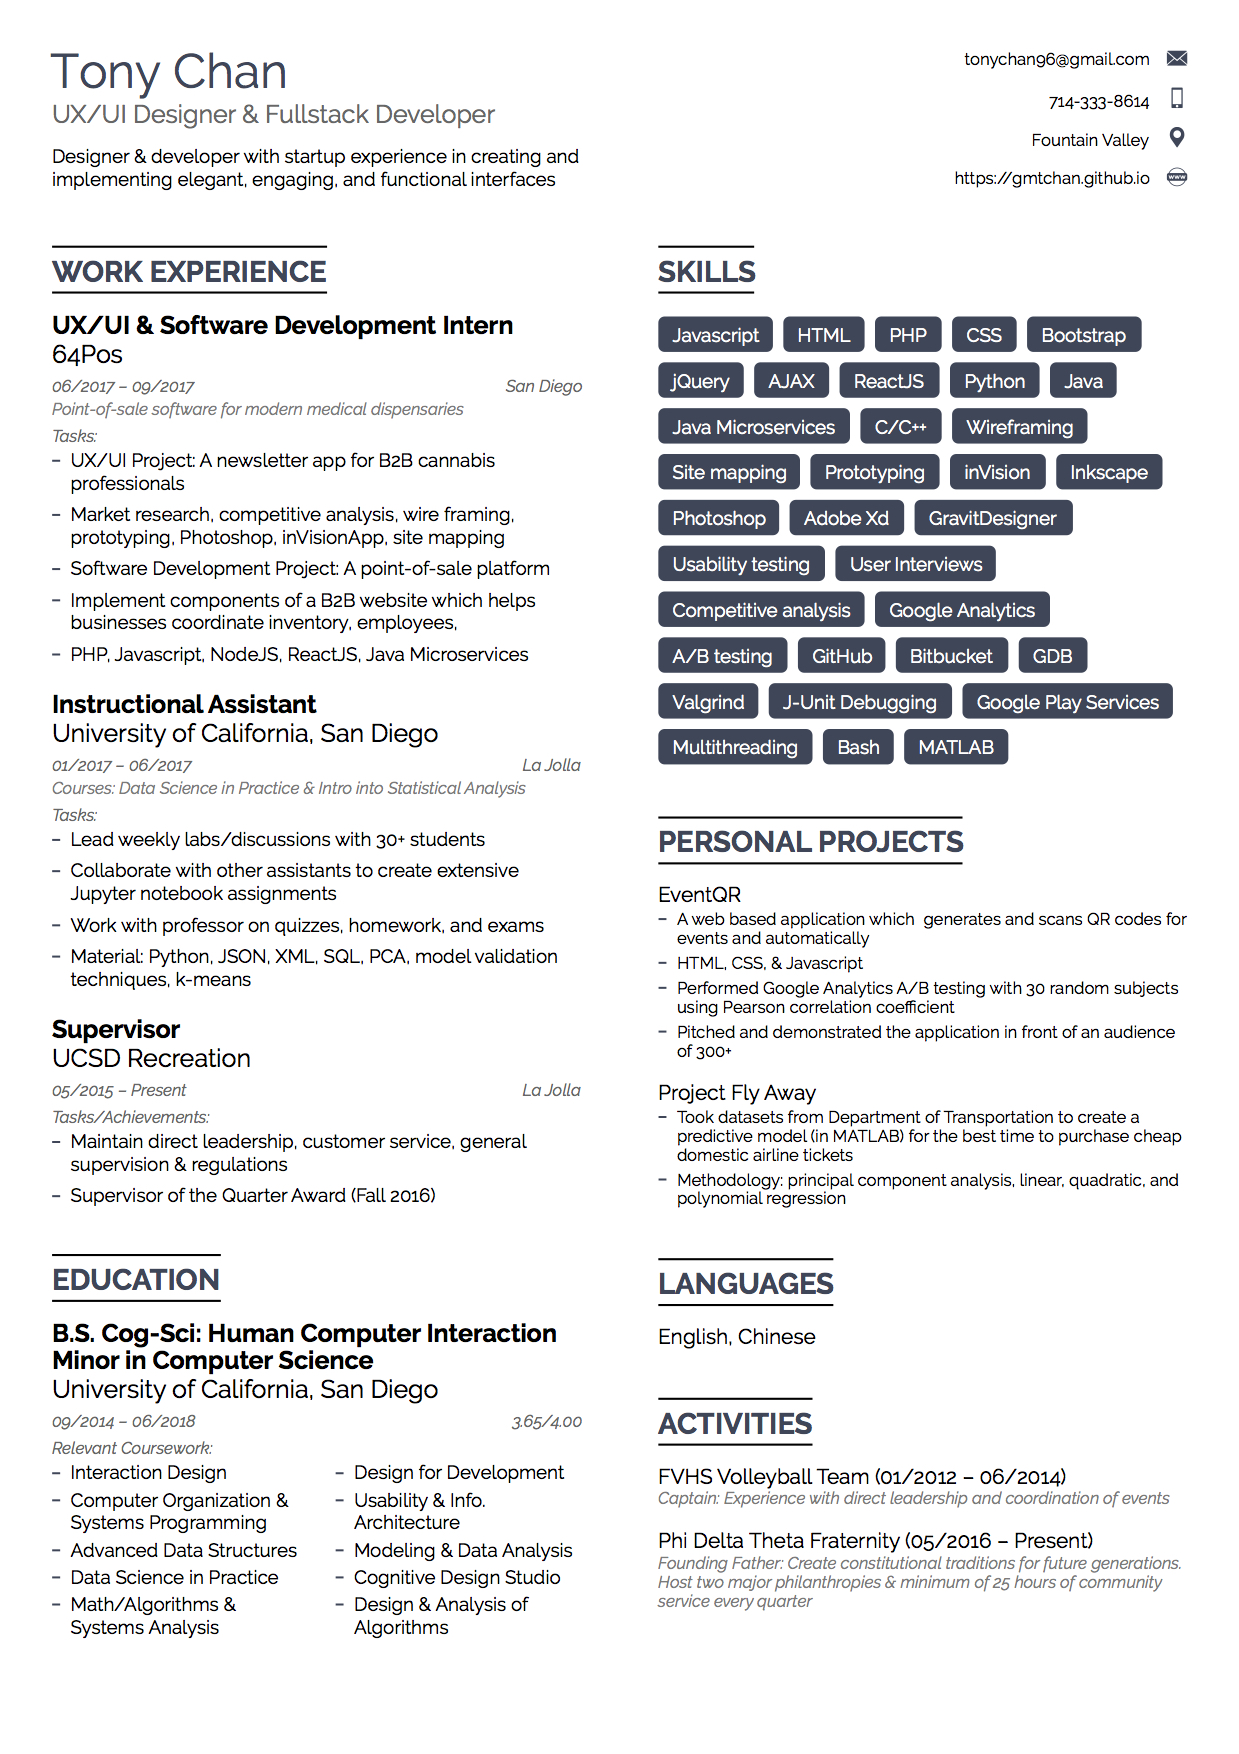 Tony Chan
UX/UI Designer & Fullstack Developer
Designer & developer with startup experience in creating and
implementing elegant, engaging, and functional interfaces
tonychan96@gmail.com
714-333-8614
Fountain Valley
https://gmtchan.github.io
www
WORK EXPERIENCE
UX/UI & Software Development Intern
64Pos
06/2017 – 09/2017 San Diego
Point-of-sale software for modern medical dispensaries
Tasks:
– UX/UI Project: A newsletter app for B2B cannabis
professionals
– Market research, competitive analysis, wire framing,
prototyping, Photoshop, inVisionApp, site mapping
– Software Development Project: A point-of-sale platform
– Implement components of a B2B website which helps
businesses coordinate inventory, employees,
– PHP, Javascript, NodeJS, ReactJS, Java Microservices
Instructional Assistant
University of California, San Diego
01/2017 – 06/2017 La Jolla
Courses: Data Science in Practice & Intro into Statistical Analysis
Tasks:
– Lead weekly labs/discussions with 30+ students
– Collaborate with other assistants to create extensive
Jupyter notebook assignments
– Work with professor on quizzes, homework, and exams
– Material: Python, JSON, XML, SQL, PCA, model validation
techniques, k-means
Supervisor
UCSD Recreation
05/2015 – Present La Jolla
Tasks/Achievements:
– Maintain direct leadership, customer service, general
supervision & regulations
– Supervisor of the Quarter Award (Fall 2016)
EDUCATION
B.S. Cog-Sci: Human Computer Interaction
Minor in Computer Science
University of California, San Diego
09/2014 – 06/2018 3.65/4.00
Relevant Coursework:
– Interaction Design
– Computer Organization &
Systems Programming
– Advanced Data Structures
– Data Science in Practice
– Math/Algorithms &
Systems Analysis
– Design for Development
– Usability & Info.
Architecture
– Modeling & Data Analysis
– Cognitive Design Studio
– Design & Analysis of
Algorithms
SKILLS
Javascript HTML PHP CSS Bootstrap
jQuery AJAX ReactJS Python Java
Java Microservices C/C++ Wireframing
Site mapping Prototyping inVision Inkscape
Photoshop Adobe Xd GravitDesigner
Usability testing User Interviews
Competitive analysis Google Analytics
A/B testing GitHub Bitbucket GDB
Valgrind J-Unit Debugging Google Play Services
Multithreading Bash MATLAB
PERSONAL PROJECTS
EventQR
– A web based application which generates and scans QR codes for
events and automatically
– HTML, CSS, & Javascript
– Performed Google Analytics A/B testing with 30 random subjects
using Pearson correlation coefficient
– Pitched and demonstrated the application in front of an audience
of 300+
Project Fly Away
– Took datasets from Department of Transportation to create a
predictive model (in MATLAB) for the best time to purchase cheap
domestic airline tickets
– Methodology: principal component analysis, linear, quadratic, and
polynomial regression
LANGUAGES
English, Chinese
ACTIVITIES
FVHS Volleyball Team (01/2012 – 06/2014)
Captain: Experience with direct leadership and coordination of events
Phi Delta Theta Fraternity (05/2016 – Present)
Founding Father: Create constitutional traditions for future generations.
Host two major philanthropies & minimum of 25 hours of community
service every quarter